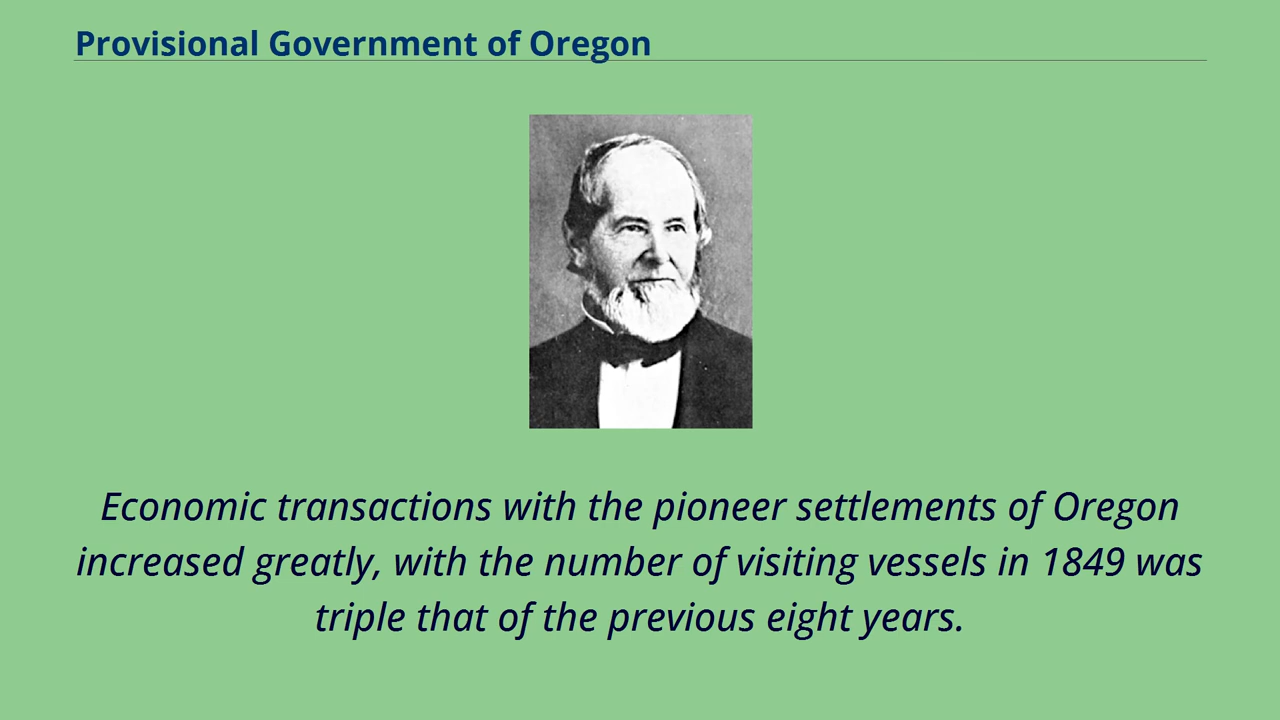 Provisional Government of Oregon
Economic transactions with the pioneer settlements of Oregon
increased greatly, with the number of visiting vessels in 1849 was
triple that of the previous eight years.